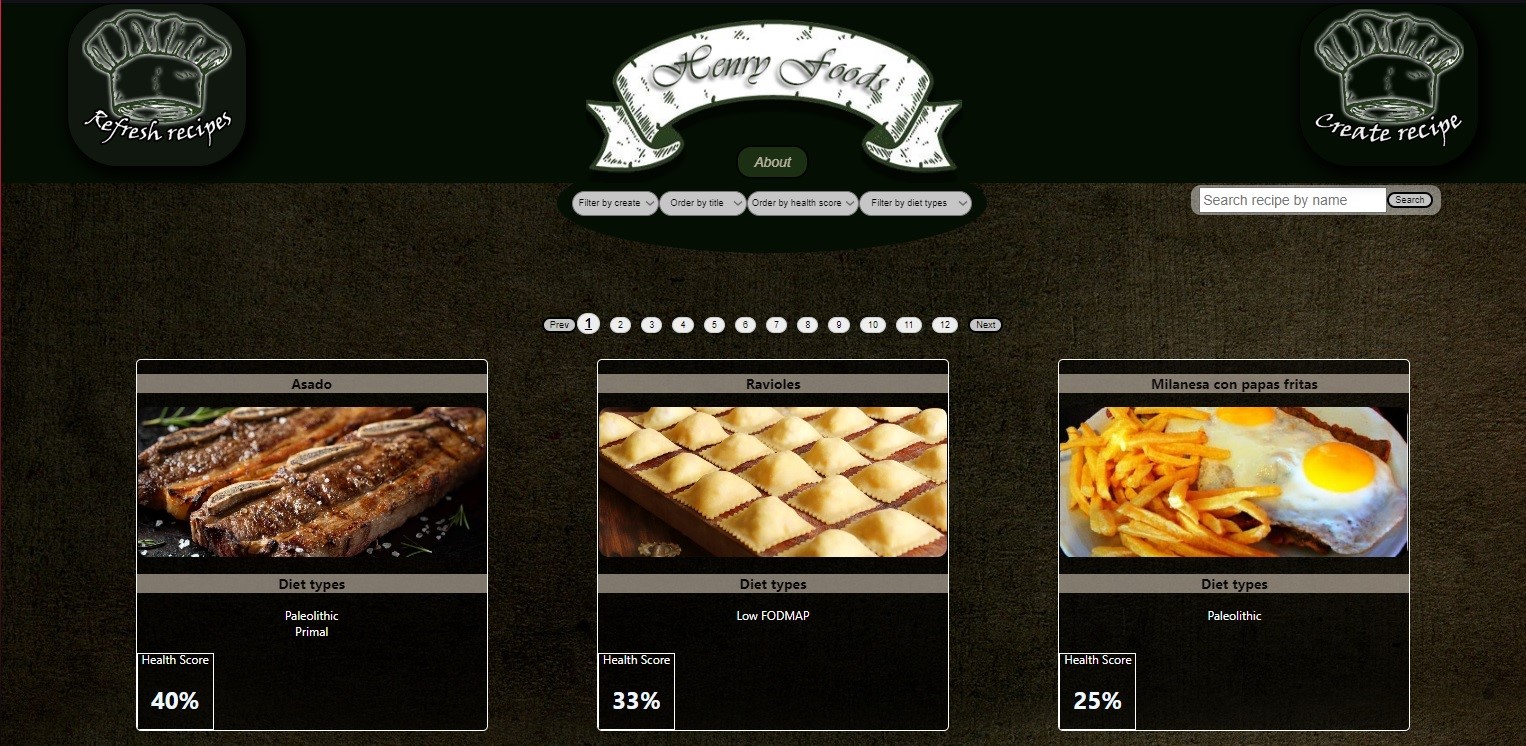 Refresh recipes
Henry Foods
Create recipe
About
Filter by create Order by title Order by health score Filter by diet types
Search recipe by name Search
Prev 1 2 3 4 5 6 7 8 9 10 11 12 Next
Asado
Diet types
Paleolithic
Primal
Health Score
40%
Ravioles
Diet types
Low FODMAP
Health Score
33%
Milanesa con papas fritas
Diet types
Paleolithic
Health Score
25%